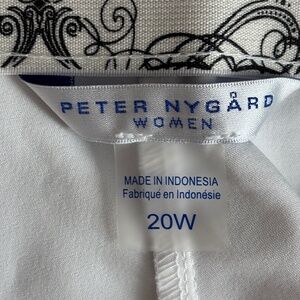 PETER NYGÅRD
WOMEN
MADE IN INDONESIA
Fabriqué en Indonésie
20W